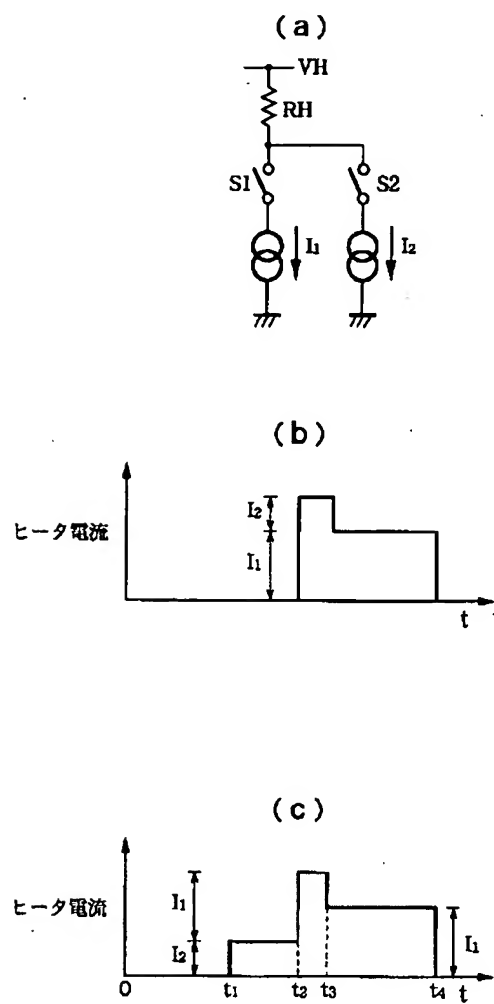 (a)
VH
RH
S1
S2
I₁
I₂
(b)
ヒータ電流
I₂
I₁
t
(c)
ヒータ電流
I₁
I₂
I₁
0
t₁
t₂
t₃
t₄
t